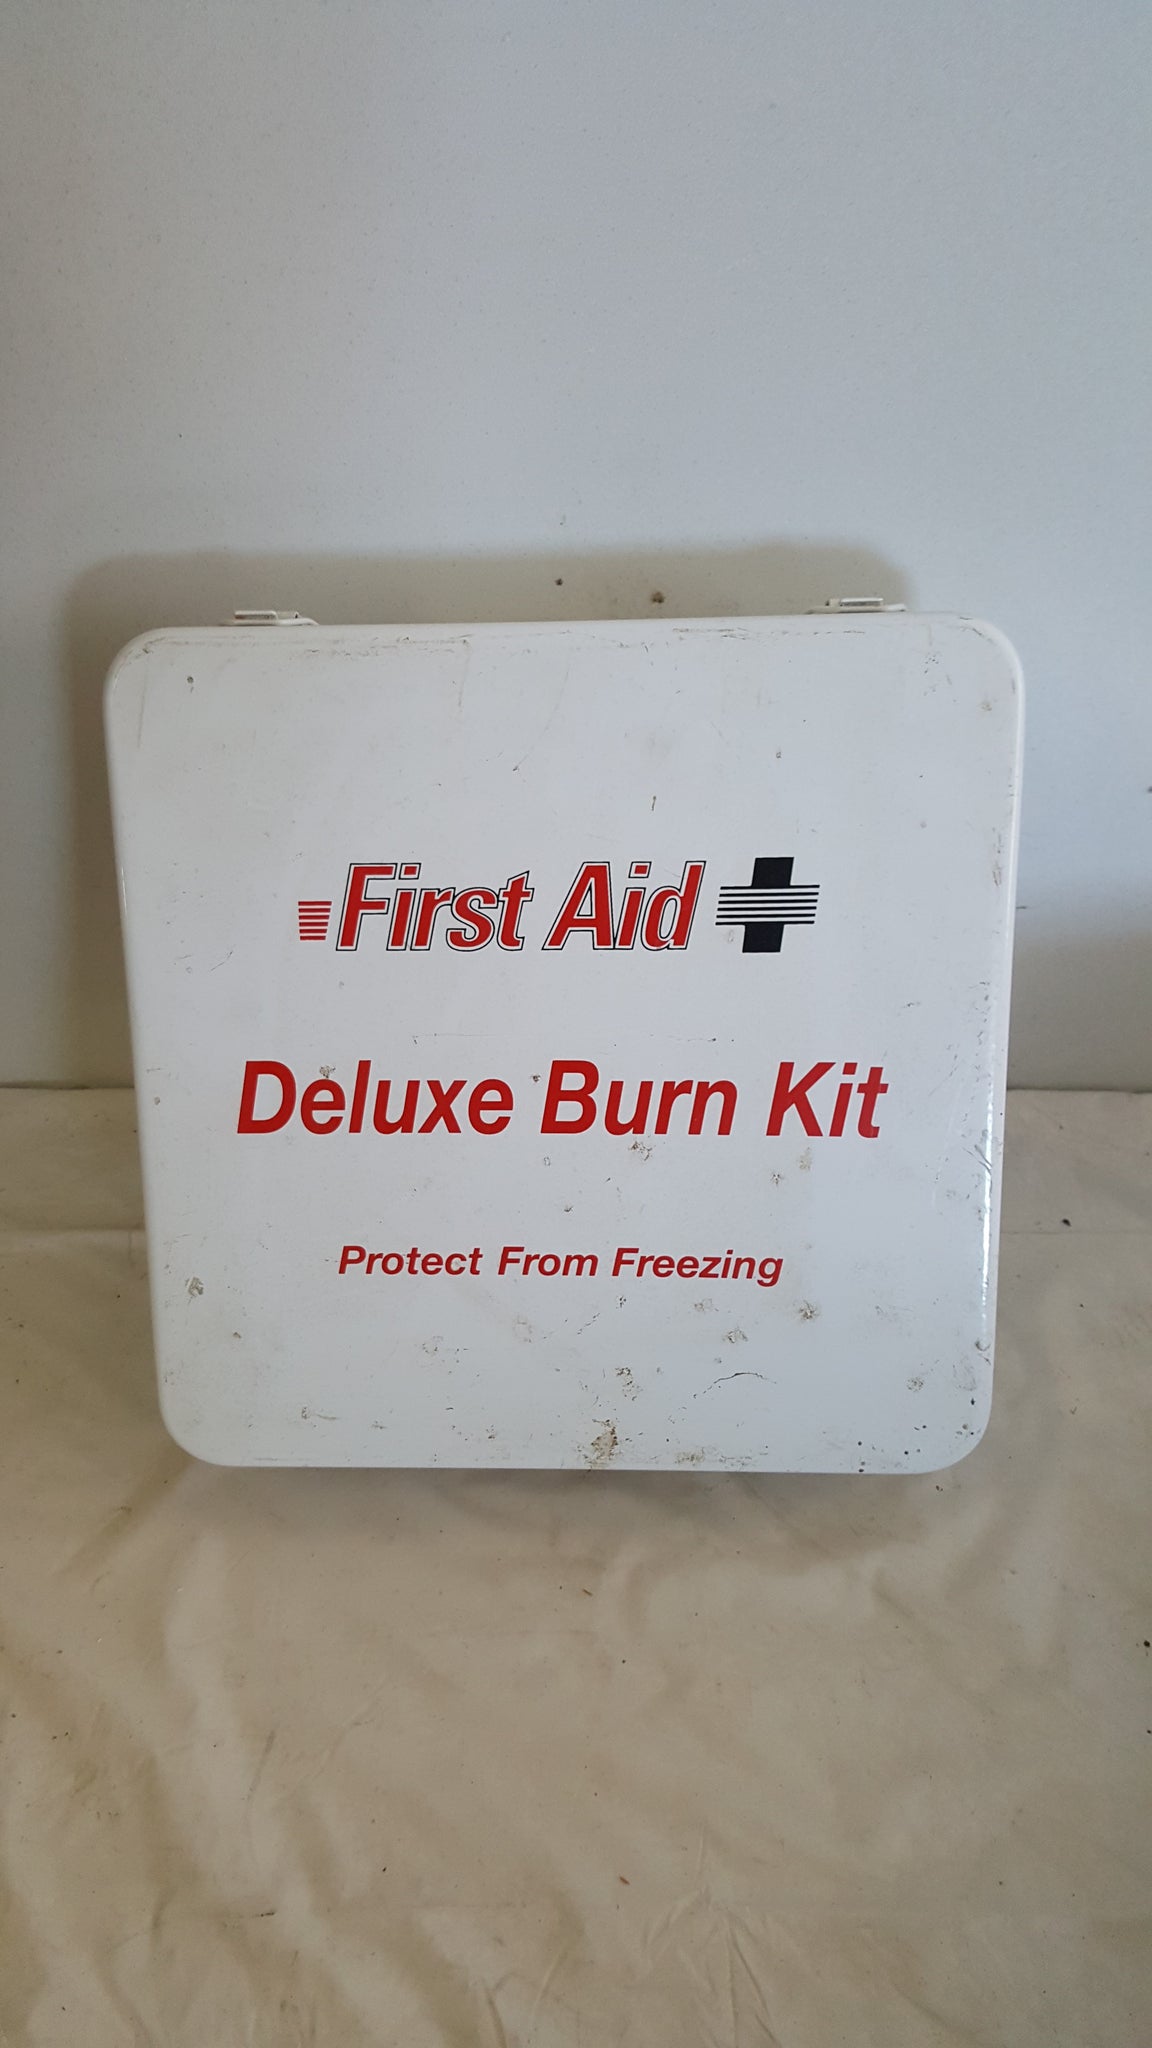 First Aid
Deluxe Burn Kit
Protect From Freezing